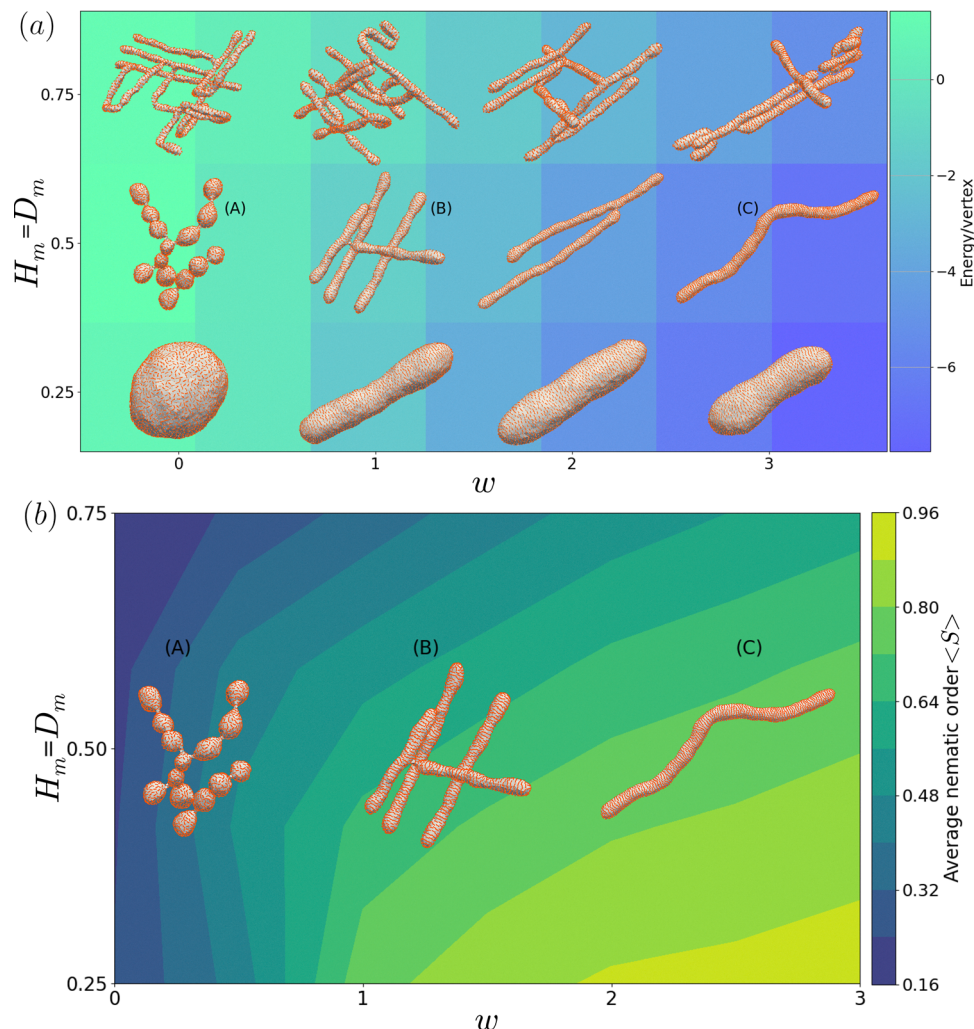 (a)
0.75
0.5
0.25
H_m=D_m
(A)
(B)
(C)
0
1
2
3
w
0
−2
−4
−6
Energy/vertex
(b)
0.75
0.50
0.25
H_m=D_m
(A)
(B)
(C)
0
1
2
3
w
0.96
0.80
0.64
0.48
0.32
0.16
Average nematic order<S>